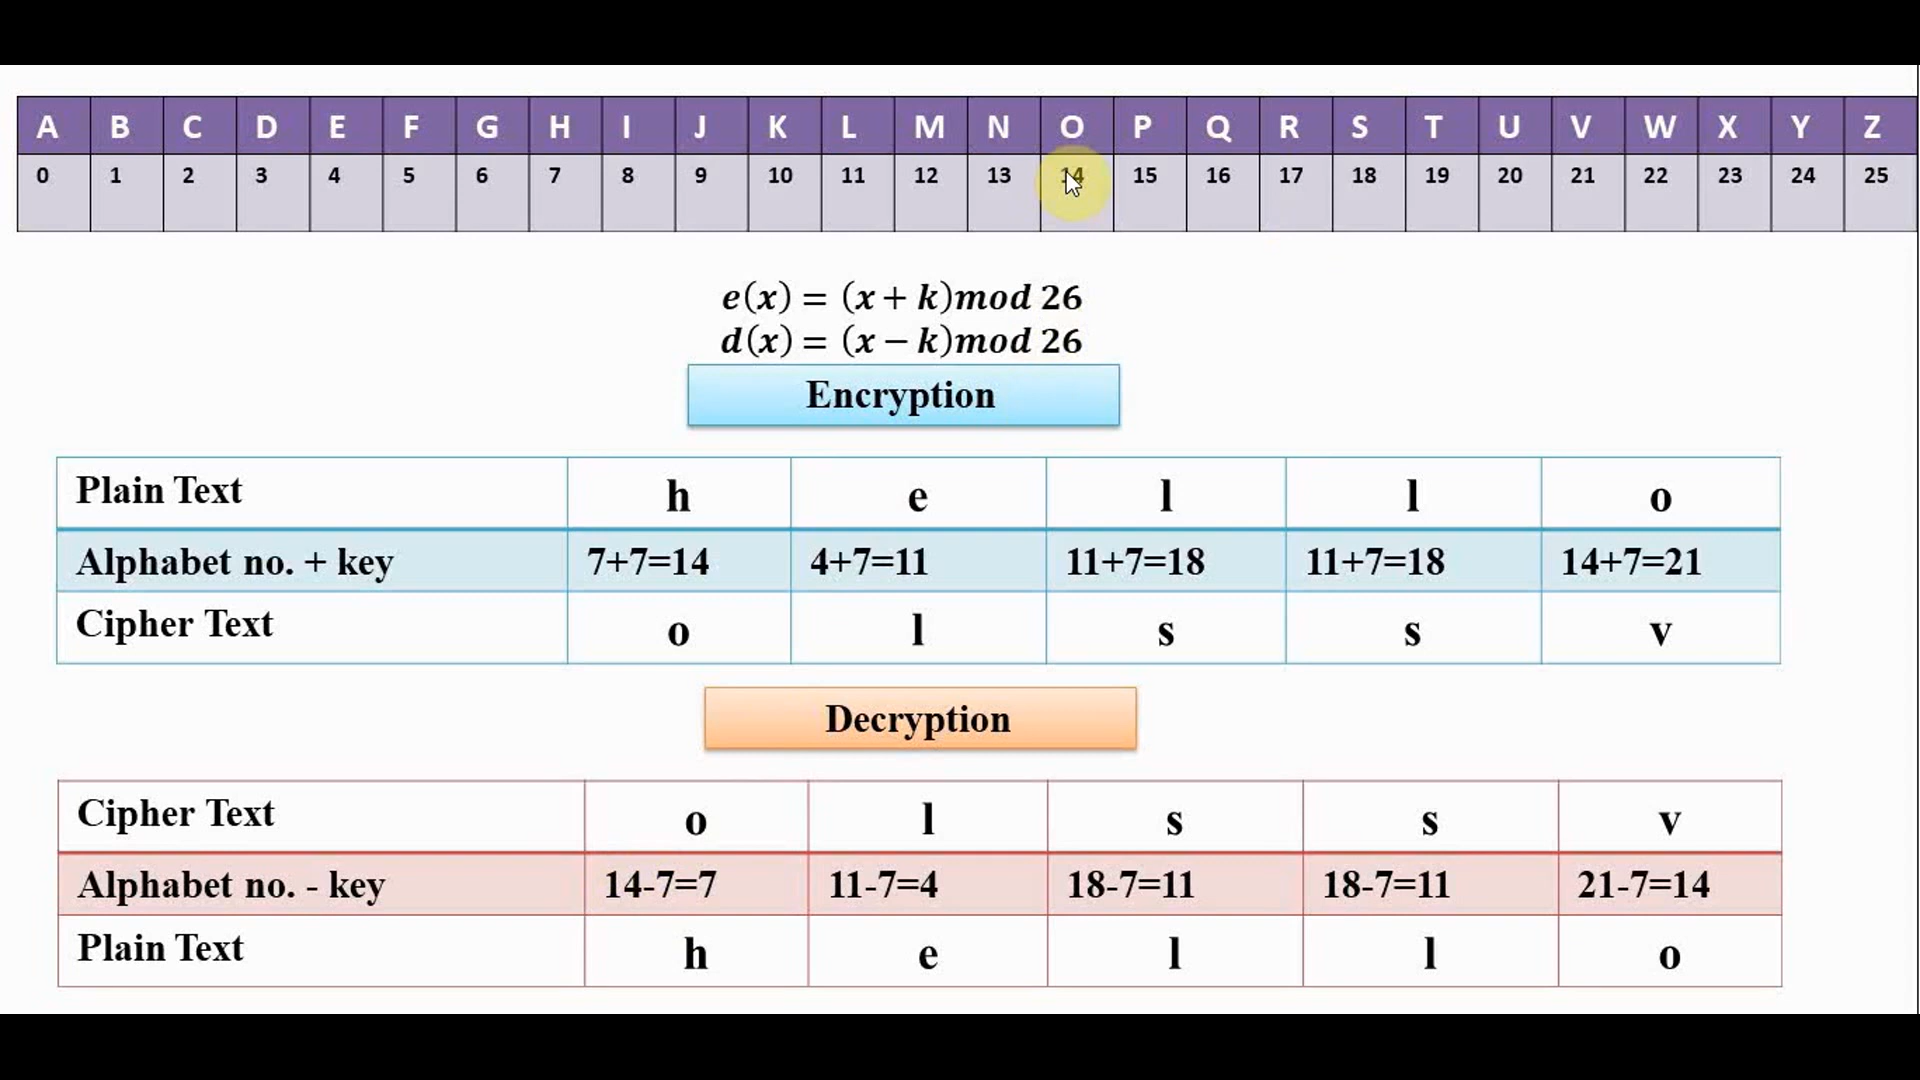 A B C D E F G H I J K L M N O P Q R S T U V W X Y Z
0 1 2 3 4 5 6 7 8 9 10 11 12 13 14 15 16 17 18 19 20 21 22 23 24 25
e(x) = (x + k)mod 26
d(x) = (x − k)mod 26
Encryption
Plain Text h e l l o
Alphabet no. + key 7+7=14 4+7=11 11+7=18 11+7=18 14+7=21
Cipher Text o l s s v
Decryption
Cipher Text o l s s v
Alphabet no. - key 14-7=7 11-7=4 18-7=11 18-7=11 21-7=14
Plain Text h e l l o